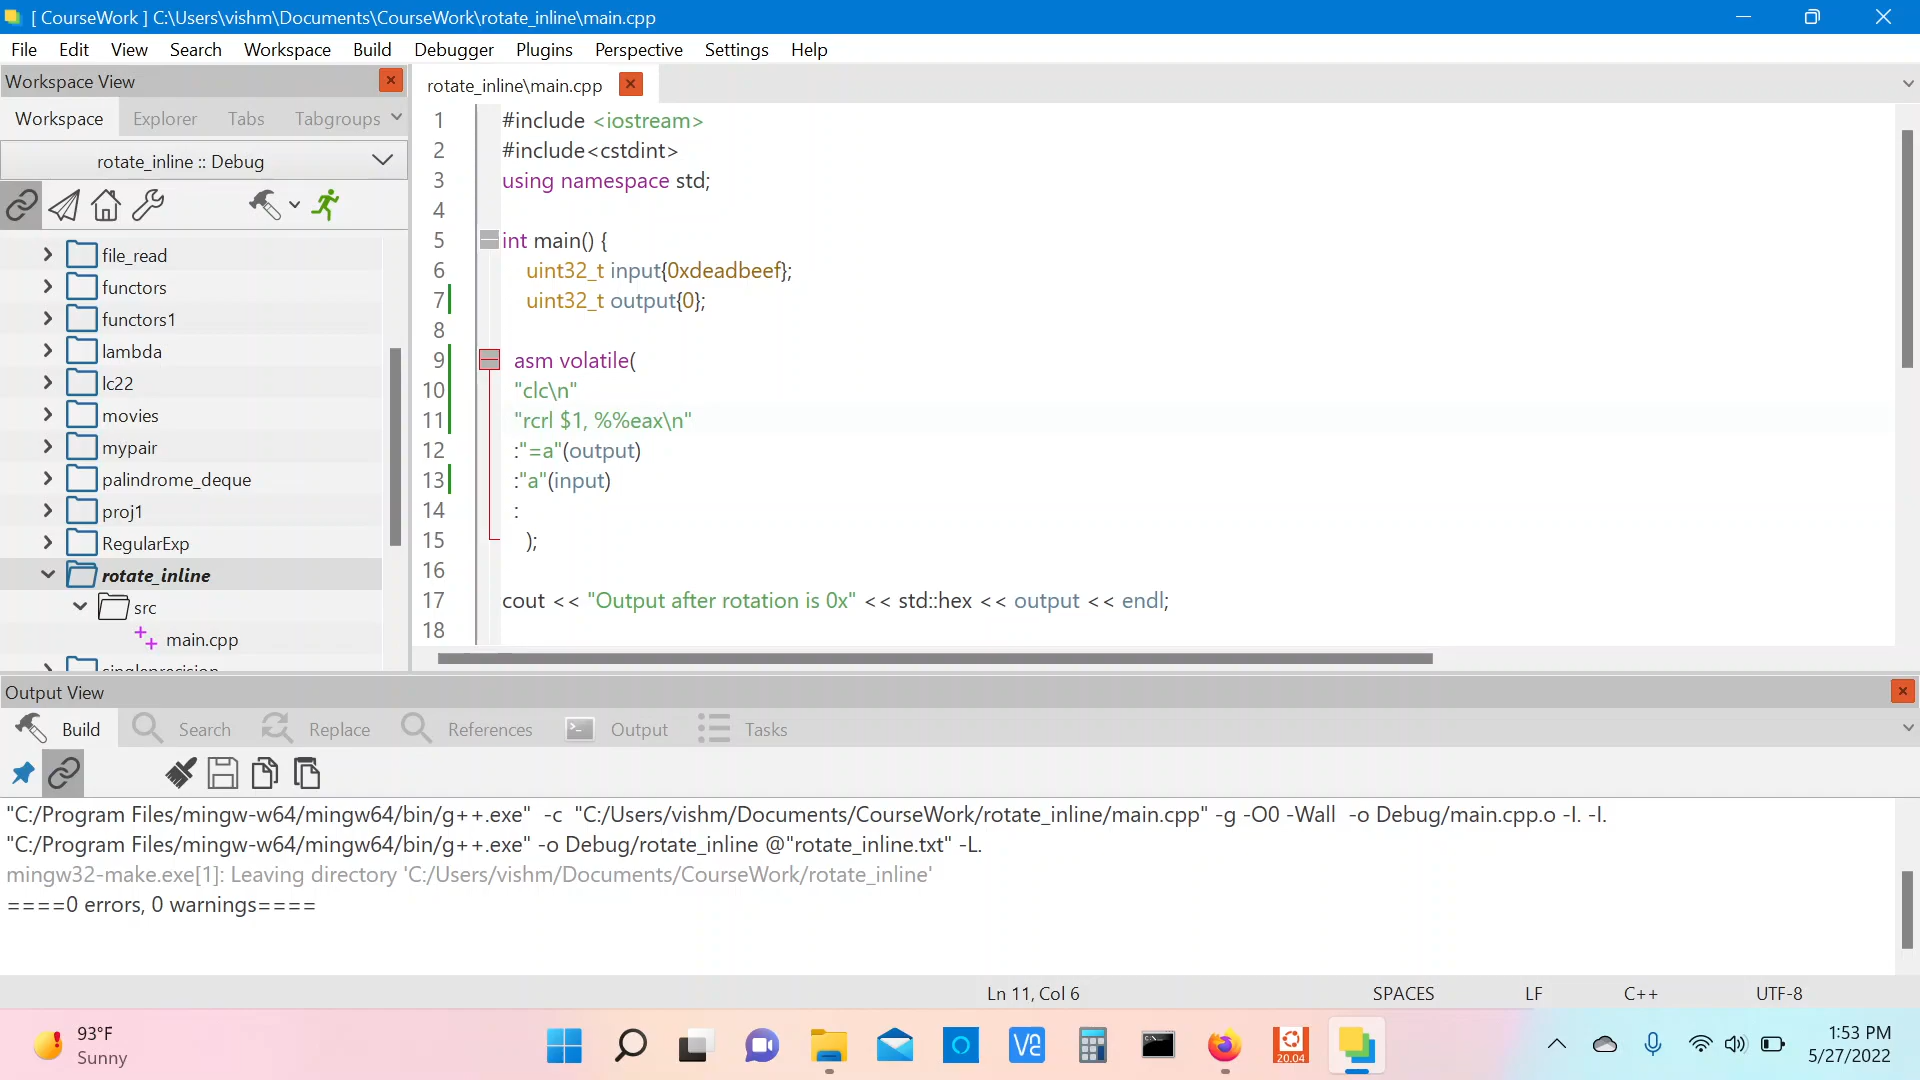 [ CourseWork ] C:\Users\vishm\Documents\CourseWork\rotate_inline\main.cpp
File Edit View Search Workspace Build Debugger Plugins Perspective Settings Help
Workspace View
Workspace Explorer Tabs Tabgroups
rotate_inline :: Debug
file_read
functors
functors1
lambda
lc22
movies
mypair
palindrome_deque
proj1
RegularExp
rotate_inline
src
main.cpp
singleprecision
rotate_inline\main.cpp
1 #include <iostream>
2 #include<cstdint>
3 using namespace std;
4
5 int main() {
6 uint32_t input{0xdeadbeef};
7 uint32_t output{0};
8
9 asm volatile(
10 "clc\n"
11 "rcrl $1, %%eax\n"
12 :"=a"(output)
13 :"a"(input)
14 :
15 );
16
17 cout << "Output after rotation is 0x" << std::hex << output << endl;
18
Output View
Build Search Replace References Output Tasks
"C:/Program Files/mingw-w64/mingw64/bin/g++.exe" -c "C:/Users/vishm/Documents/CourseWork/rotate_inline/main.cpp" -g -O0 -Wall -o Debug/main.cpp.o -I. -I.
"C:/Program Files/mingw-w64/mingw64/bin/g++.exe" -o Debug/rotate_inline @"rotate_inline.txt" -L.
mingw32-make.exe[1]: Leaving directory 'C:/Users/vishm/Documents/CourseWork/rotate_inline'
====0 errors, 0 warnings====
Ln 11, Col 6 SPACES LF C++ UTF-8
93°F
Sunny
V2
20.04
1:53 PM
5/27/2022